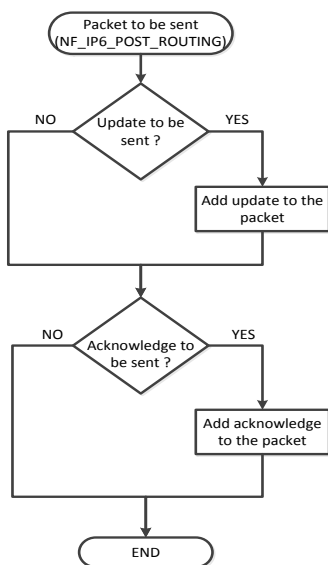 Packet to be sent
(NF_IP6_POST_ROUTING)
NO
YES
Update to be
sent ?
Add update to the
packet
NO
YES
Acknowledge to
be sent ?
Add acknowledge
to the packet
END